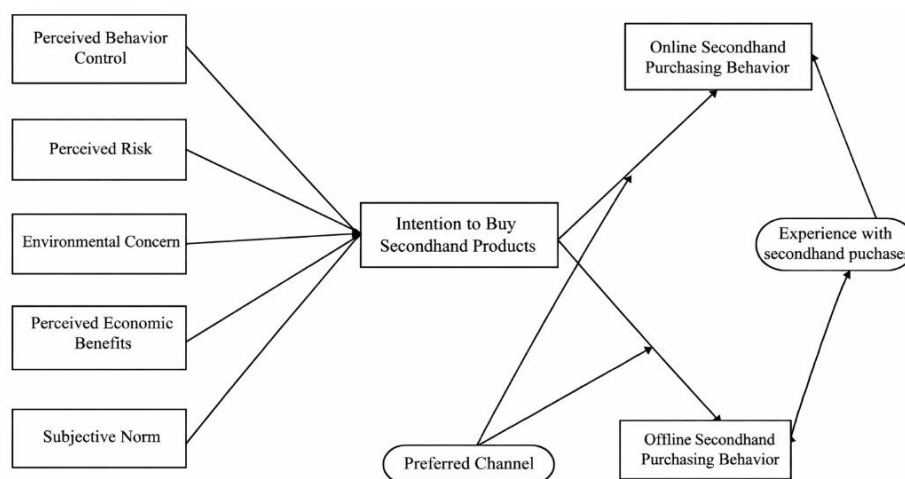 Perceived Behavior
Control
Perceived Risk
Environmental Concern
Perceived Economic
Benefits
Subjective Norm
Intention to Buy
Secondhand Products
Preferred Channel
Online Secondhand
Purchasing Behavior
Experience with
secondhand puchases
Offline Secondhand
Purchasing Behavior